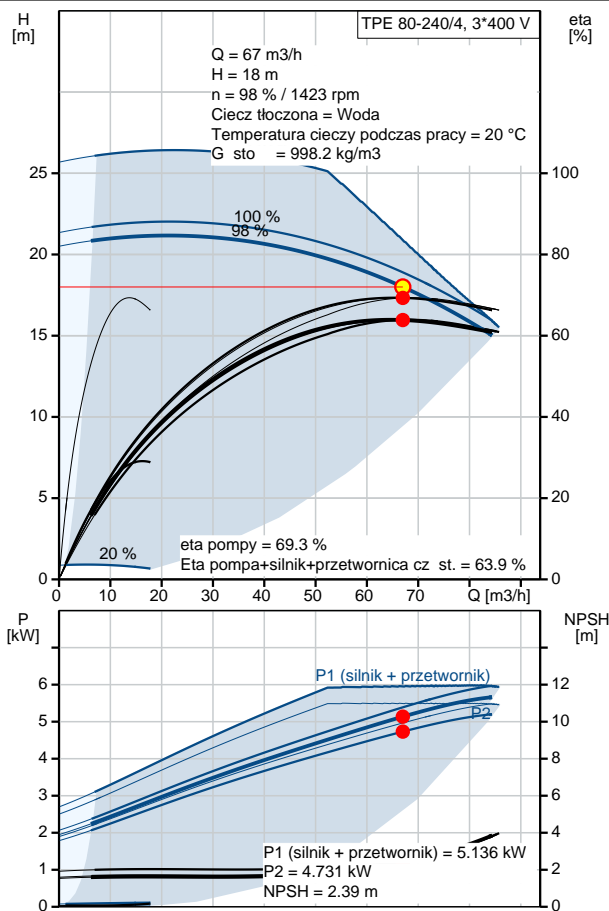 H
[m]
TPE 80-240/4, 3*400 V
eta
[%]
Q = 67 m3/h
H = 18 m
n = 98 % / 1423 rpm
Ciecz tłoczona = Woda
Temperatura cieczy podczas pracy = 20 °C
G sto = 998.2 kg/m3
25
100
100 %
98 %
20
80
15
60
10
40
5
20
20 %
eta pompy = 69.3 %
Eta pompa+silnik+przetwornica cz st. = 63.9 %
0
0
0
10
20
30
40
50
60
70
Q [m3/h]
P
[kW]
NPSH
[m]
P1 (silnik + przetwornik)
6
12
P2
5
10
4
8
3
6
2
4
P1 (silnik + przetwornik) = 5.136 kW
1
2
P2 = 4.731 kW
NPSH = 2.39 m
0
0